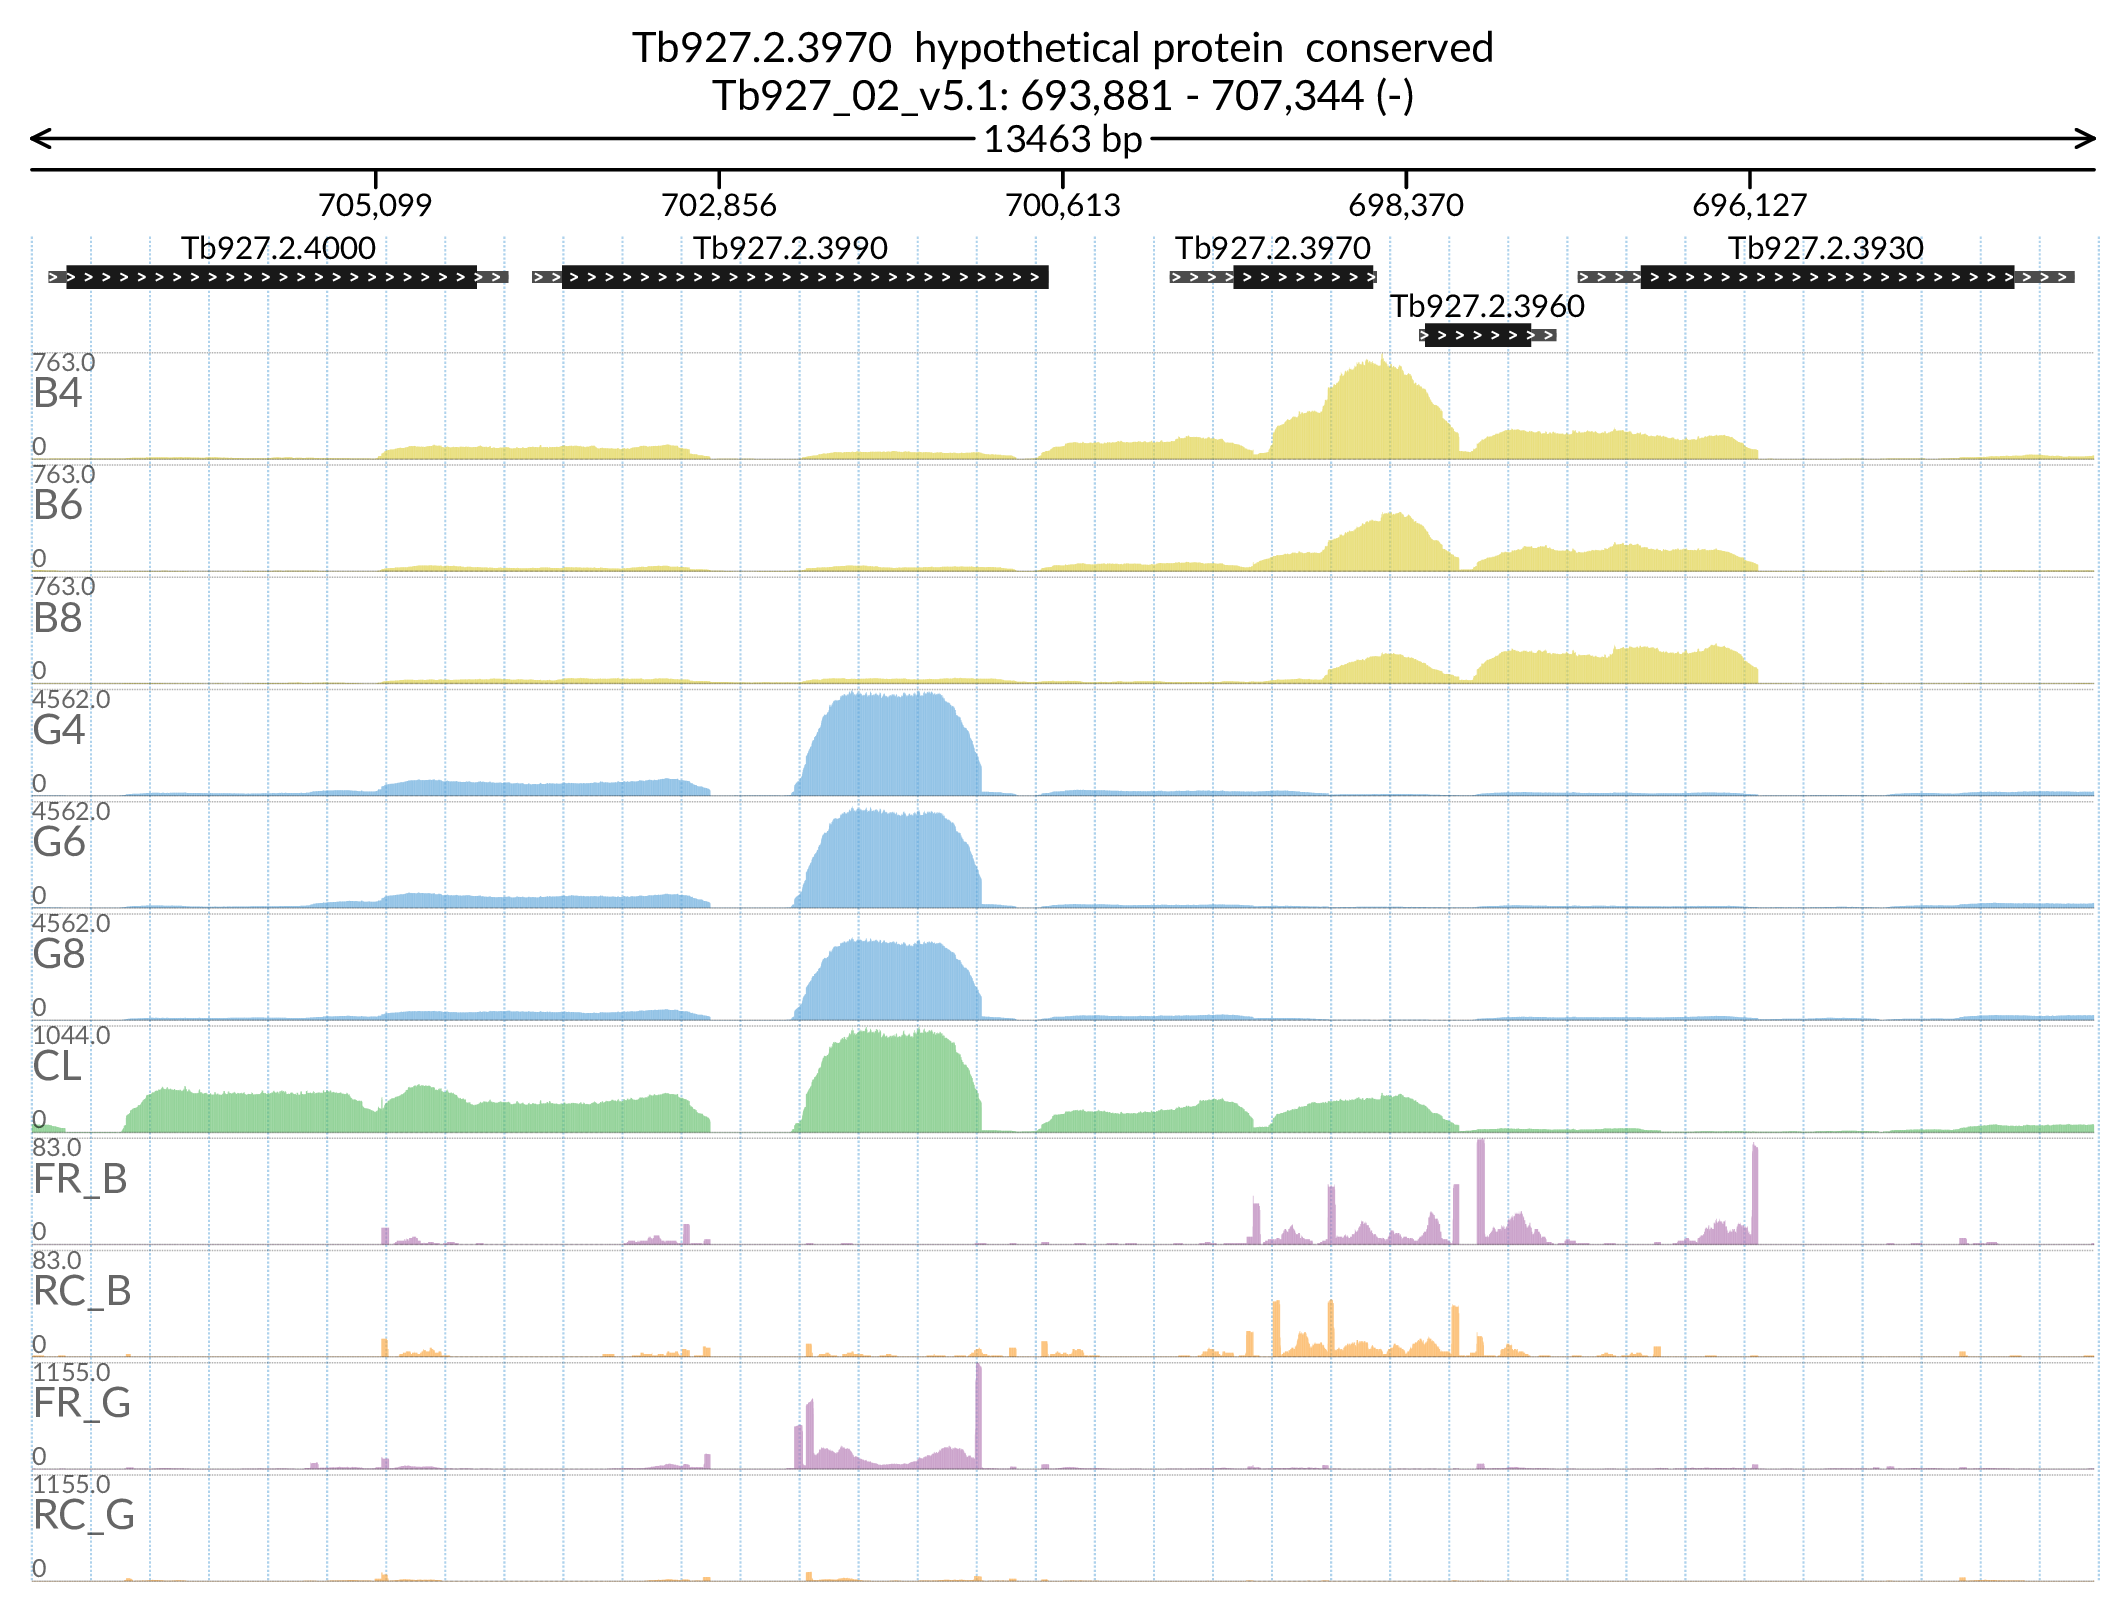 Tb927.2.3970 hypothetical protein conserved
Tb927_02_v5.1: 693,881 - 707,344 (-)
13463 bp
705,099 702,856 700,613 698,370 696,127
Tb927.2.4000 Tb927.2.3990 Tb927.2.3970 Tb927.2.3930
Tb927.2.3960
763.0
B4
0
763.0
B6
0
763.0
B8
0
4562.0
G4
0
4562.0
G6
0
4562.0
G8
0
1044.0
CL
0
83.0
FR_B
0
83.0
RC_B
0
1155.0
FR_G
0
1155.0
RC_G
0